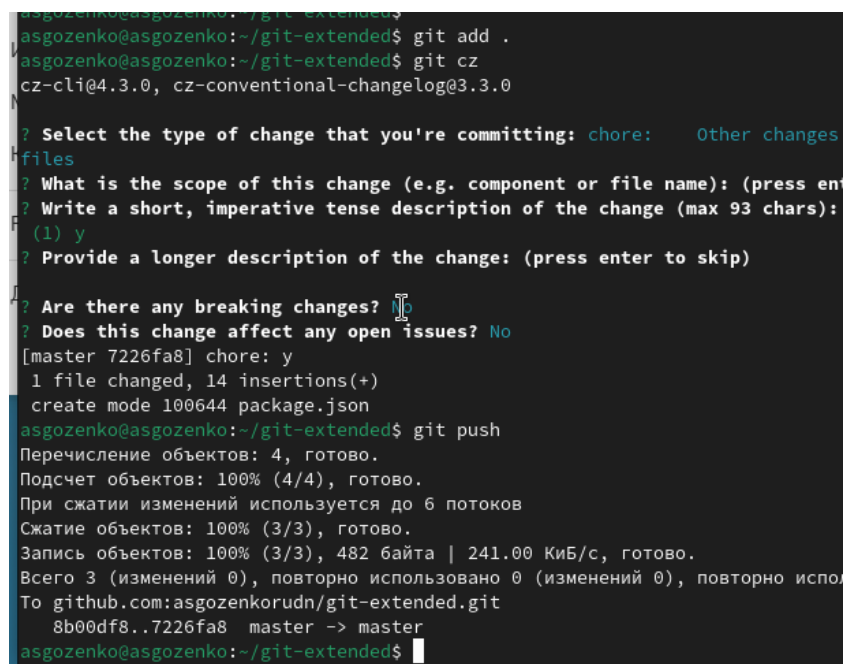 asgozenko@asgozenko:~/git-extended$
asgozenko@asgozenko:~/git-extended$ git add .
asgozenko@asgozenko:~/git-extended$ git cz
cz-cli@4.3.0, cz-conventional-changelog@3.3.0
? Select the type of change that you're committing: chore:    Other changes
files
? What is the scope of this change (e.g. component or file name): (press ent
? Write a short, imperative tense description of the change (max 93 chars):
 (1) y
? Provide a longer description of the change: (press enter to skip)
? Are there any breaking changes? No
? Does this change affect any open issues? No
[master 7226fa8] chore: y
 1 file changed, 14 insertions(+)
 create mode 100644 package.json
asgozenko@asgozenko:~/git-extended$ git push
Перечисление объектов: 4, готово.
Подсчет объектов: 100% (4/4), готово.
При сжатии изменений используется до 6 потоков
Сжатие объектов: 100% (3/3), готово.
Запись объектов: 100% (3/3), 482 байта | 241.00 КиБ/с, готово.
Всего 3 (изменений 0), повторно использовано 0 (изменений 0), повторно испол
To github.com:asgozenkorudn/git-extended.git
   8b00df8..7226fa8  master -> master
asgozenko@asgozenko:~/git-extended$